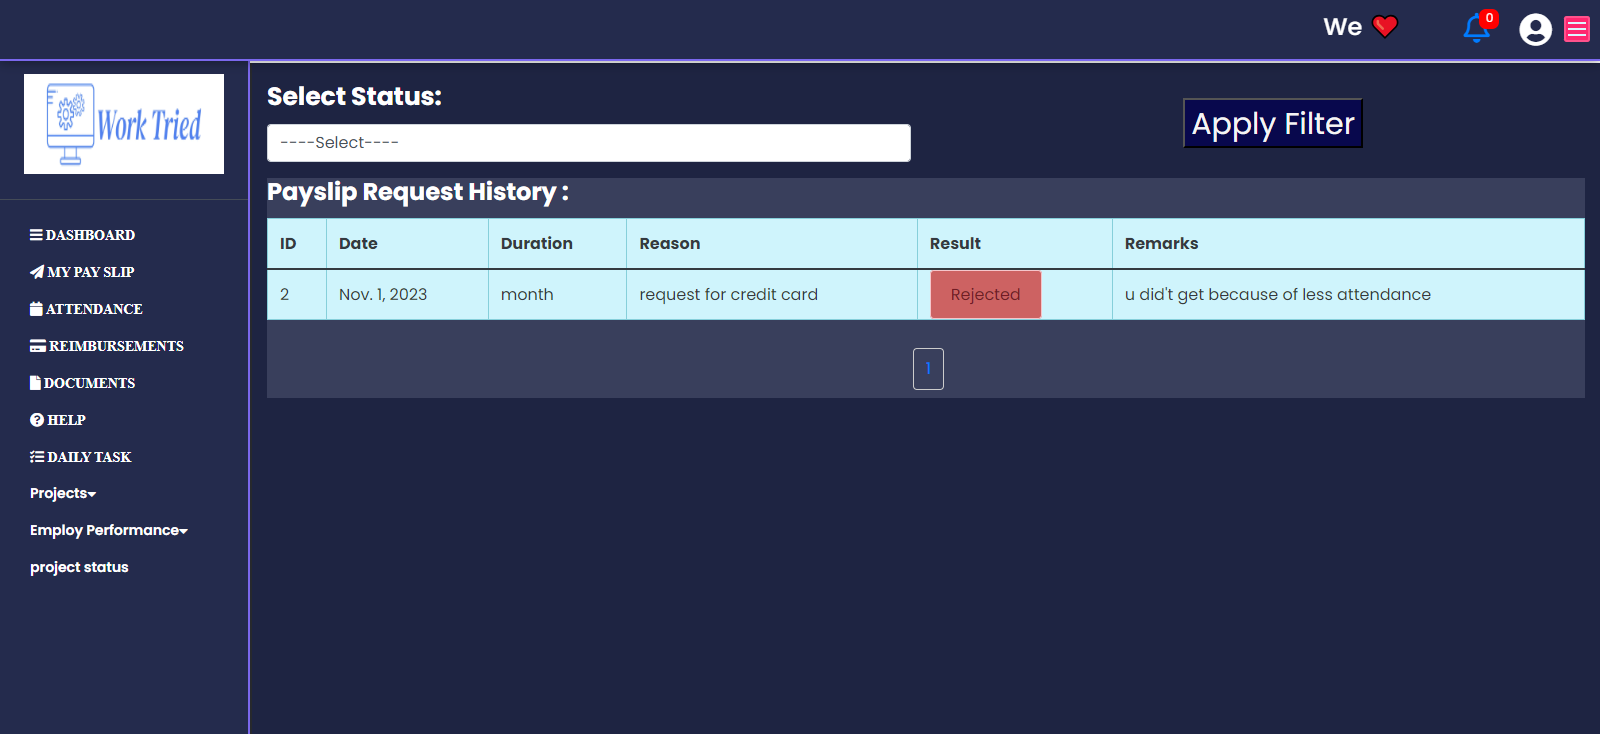 We
0
Work Tried
Select Status:
Apply Filter
----Select----
Payslip Request History :
ID Date Duration Reason Result Remarks
2 Nov. 1, 2023 month request for credit card Rejected u did't get because of less attendance
1
DASHBOARD
MY PAY SLIP
ATTENDANCE
REIMBURSEMENTS
DOCUMENTS
HELP
DAILY TASK
Projects
Employ Performance
project status